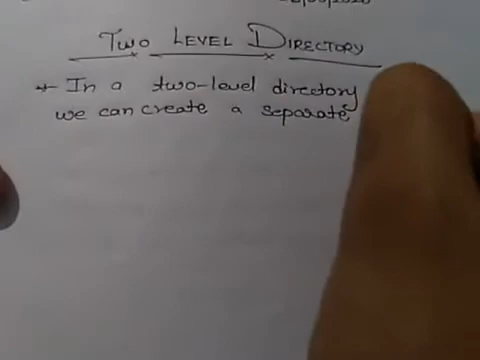 Two Level Directory
* In a two-level directory
we can create a separate